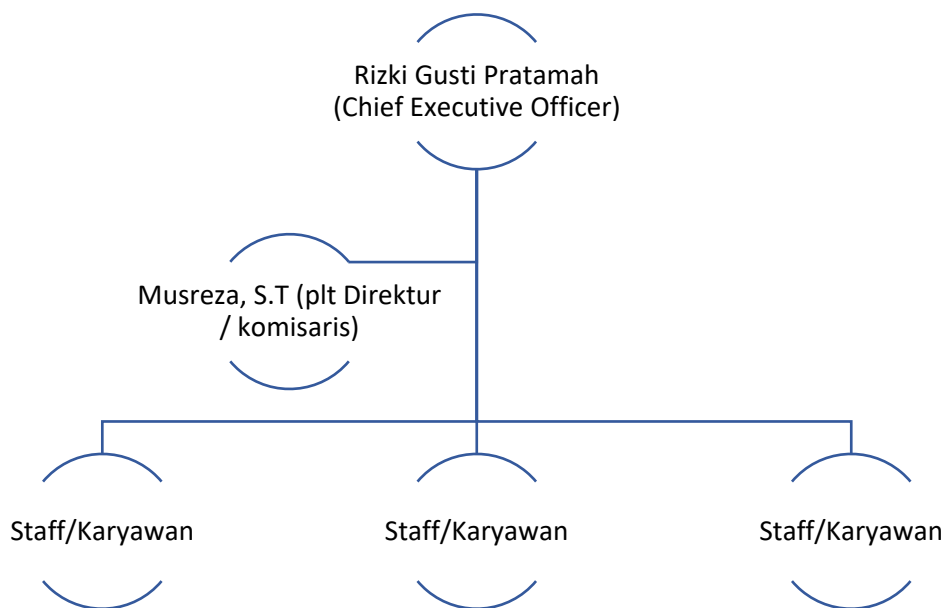 Rizki Gusti Pratamah
(Chief Executive Officer)
Musreza, S.T (plt Direktur
/ komisaris)
Staff/Karyawan
Staff/Karyawan
Staff/Karyawan